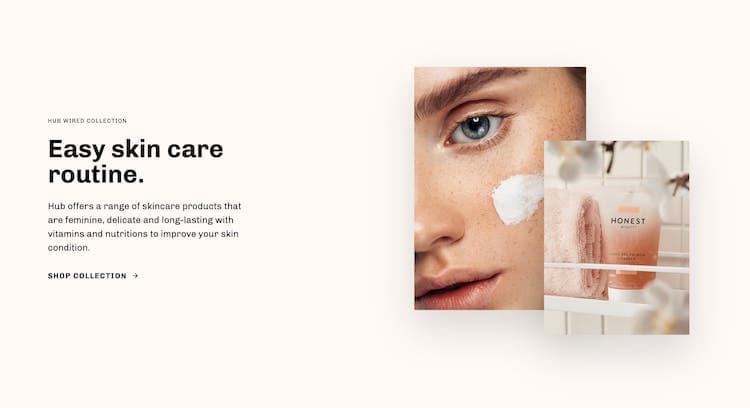 HUB WIRED COLLECTION
Easy skin care
routine.
Hub offers a range of skincare products that
are feminine, delicate and long-lasting with
vitamins and nutritions to improve your skin
condition.
SHOP COLLECTION →
HONEST
BEAUTY